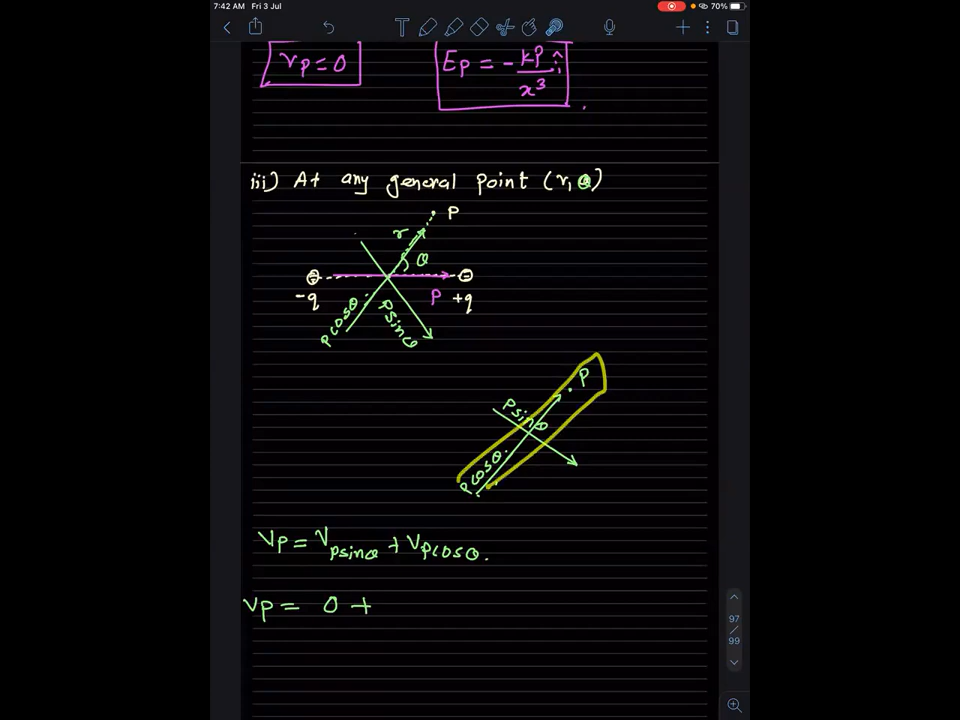 7:42 AM Fri 3 Jul
70%
Vp = 0
Ep = - kp/x³ î
iii) At any general point (r, θ)
P
r
θ
-q
P +q
Pcosθ
Psinθ
P
Psinθ
Pcosθ
Vp = Vpsinθ + Vpcosθ.
Vp = 0 +
97
/
99